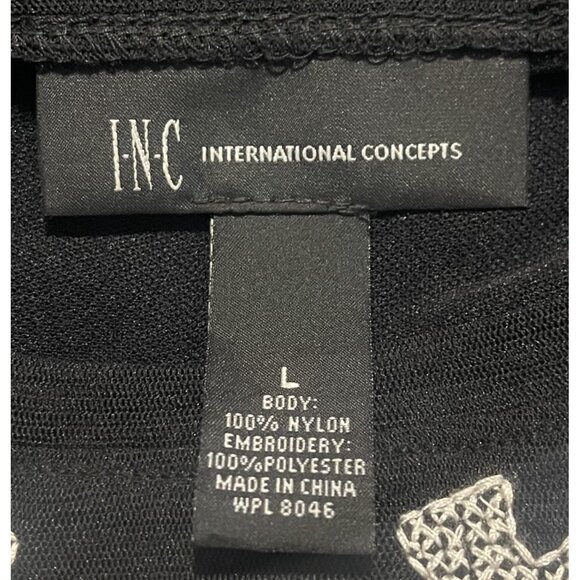 I·N·C INTERNATIONAL CONCEPTS
L
BODY:
100% NYLON
EMBROIDERY:
100%POLYESTER
MADE IN CHINA
WPL 8046